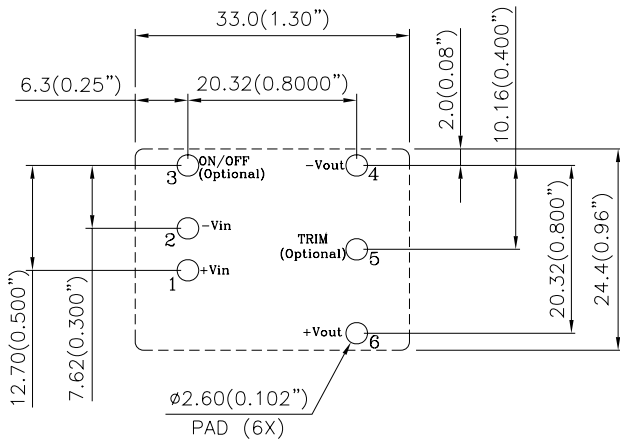 33.0(1.30”)
6.3(0.25”)
20.32(0.8000”)
2.0(0.08”)
10.16(0.400”)
3
ON/OFF
(Optional)
-Vout
4
2
-Vin
TRIM
(Optional)
5
1
+Vin
+Vout
6
12.70(0.500”)
7.62(0.300”)
20.32(0.800”)
24.4(0.96”)
ø2.60(0.102”)
PAD (6X)